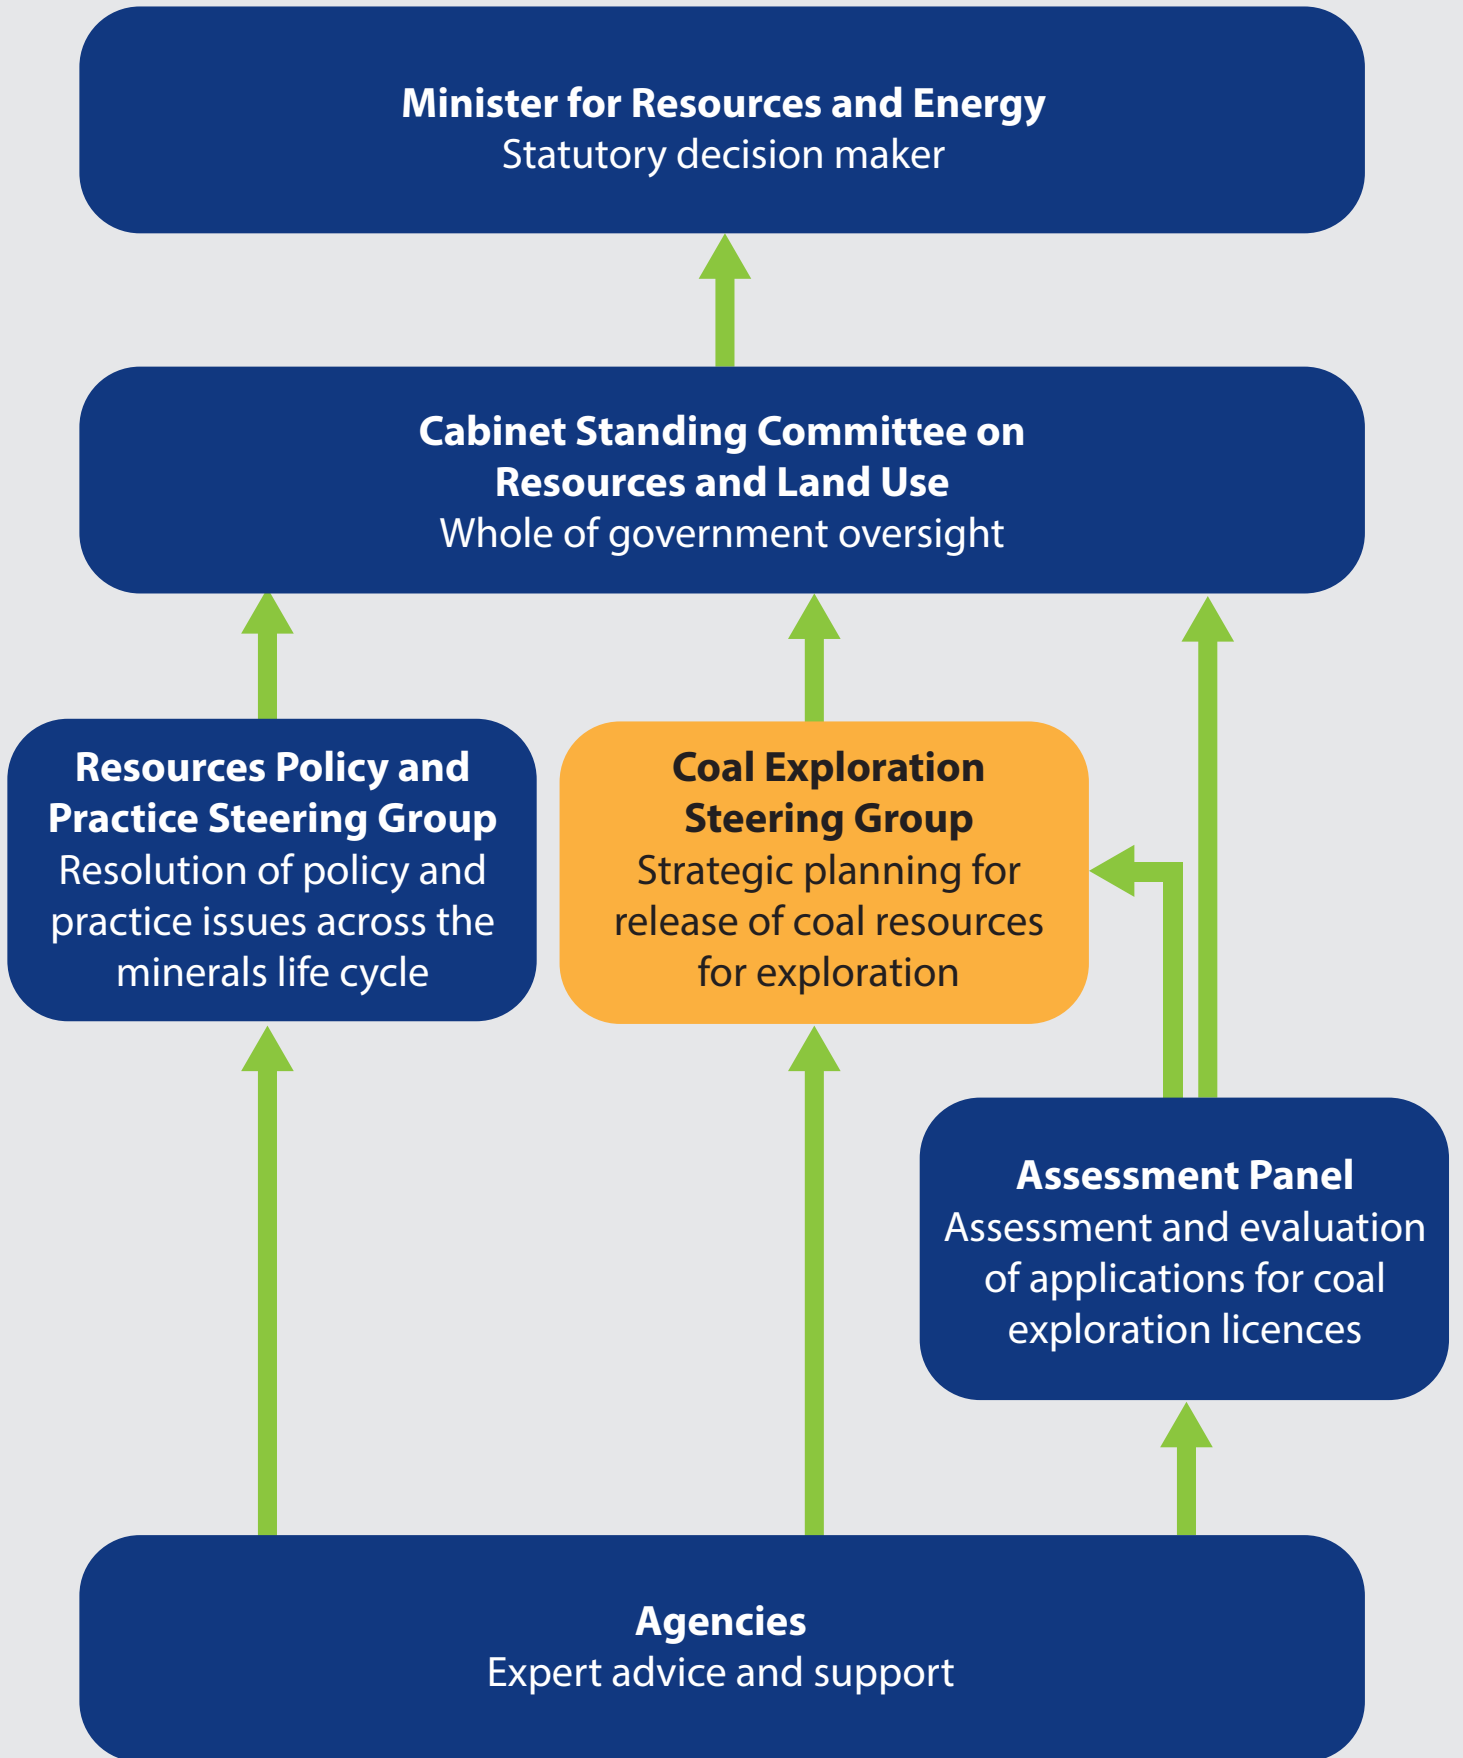 Minister for Resources and Energy
Statutory decision maker
Cabinet Standing Committee on
Resources and Land Use
Whole of government oversight
Resources Policy and
Practice Steering Group
Resolution of policy and
practice issues across the
minerals life cycle
Coal Exploration
Steering Group
Strategic planning for
release of coal resources
for exploration
Assessment Panel
Assessment and evaluation
of applications for coal
exploration licences
Agencies
Expert advice and support